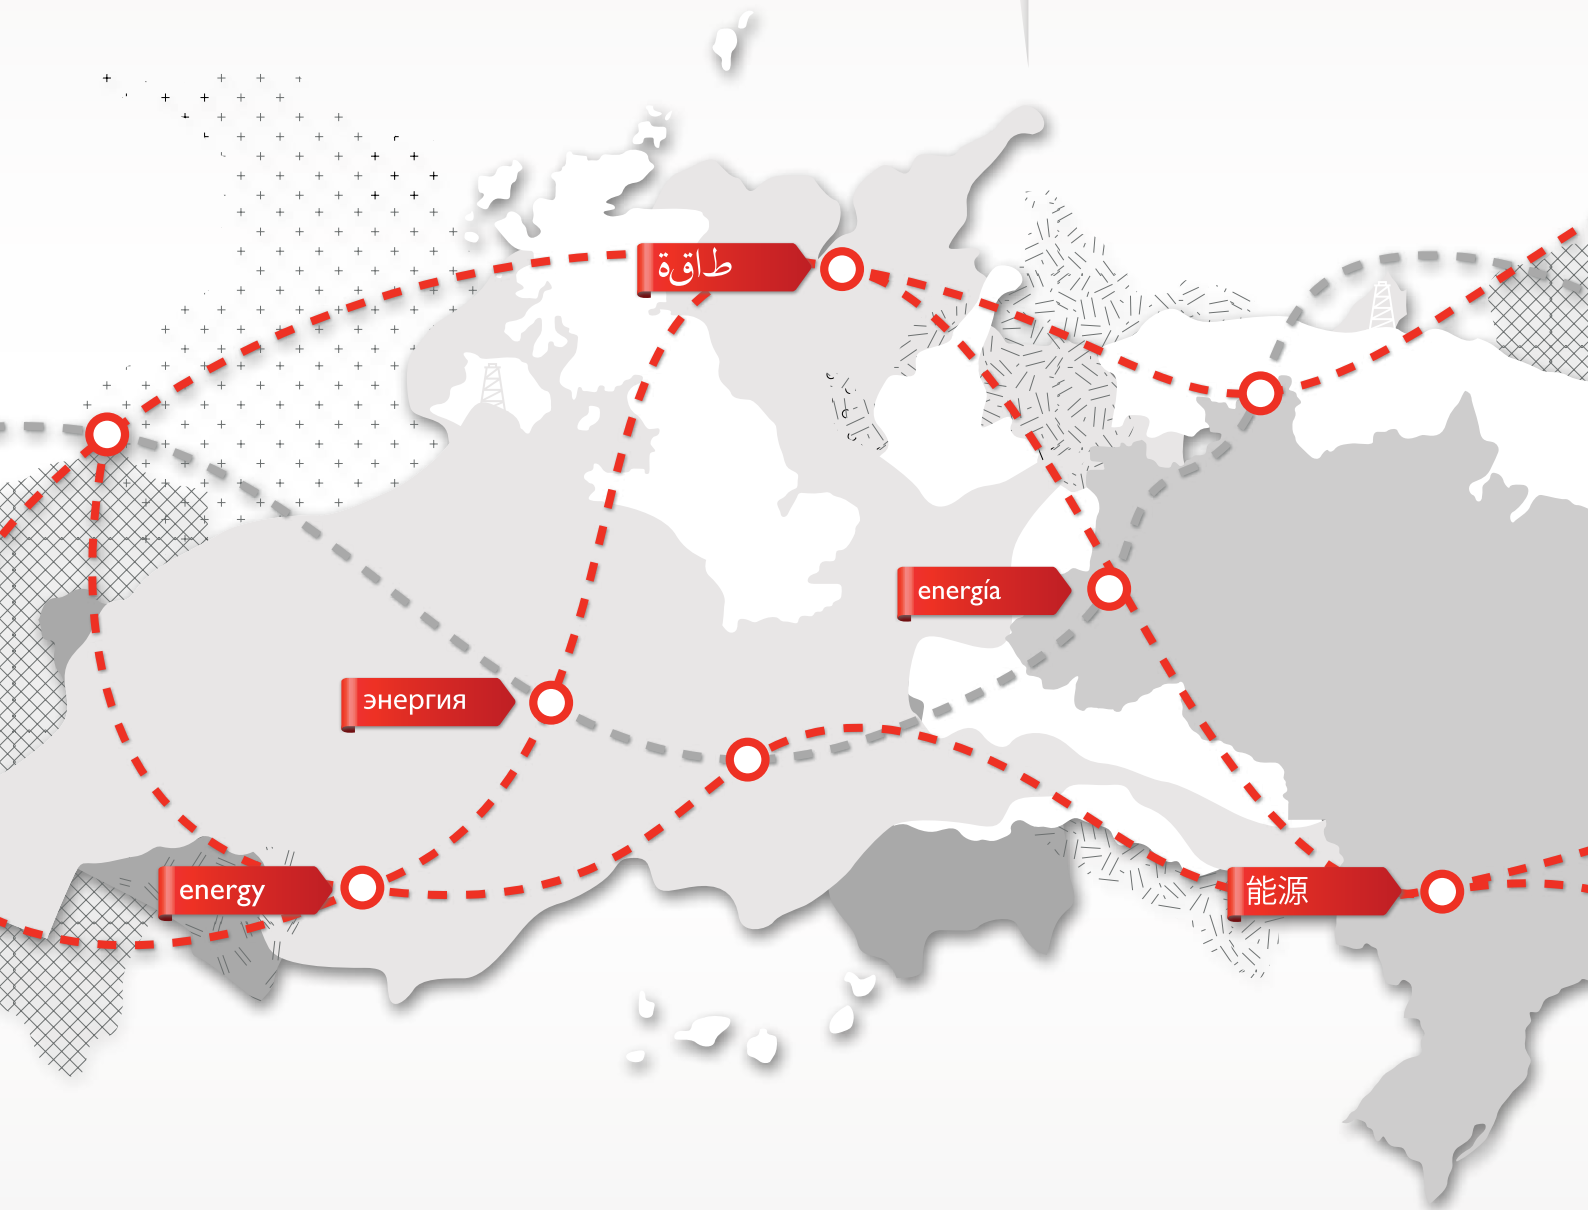 طاقة
energía
энергия
energy
能源